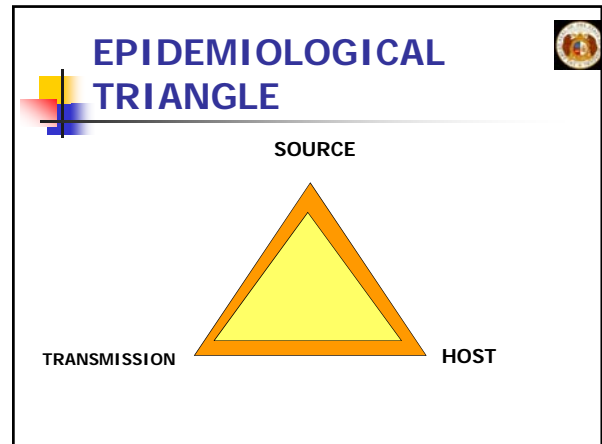 EPIDEMIOLOGICAL
TRIANGLE
SOURCE
TRANSMISSION
HOST